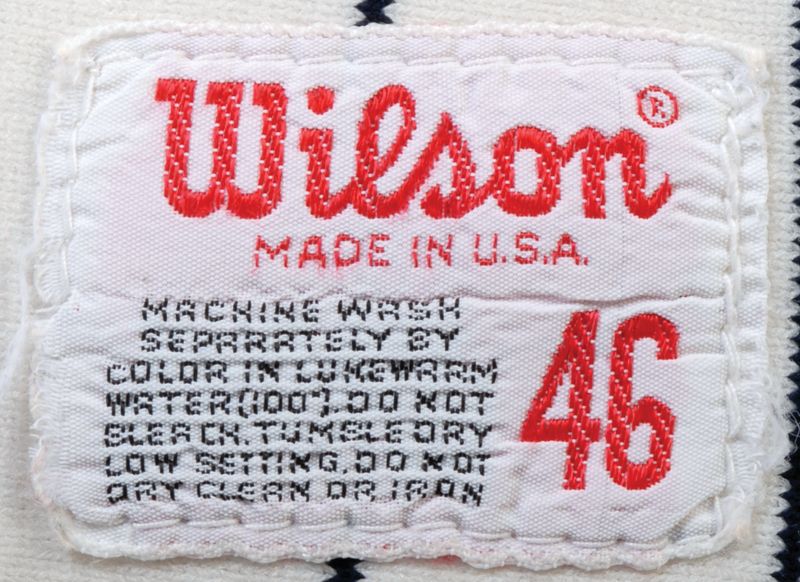 Wilson®
MADE IN U.S.A.
MACHINE WASH
SEPARATELY BY
COLOR IN LUKEWARM
WATER(100°).DO NOT
BLEACH.TUMBLE DRY
LOW SETTING.DO NOT
DRY CLEAN OR IRON
46